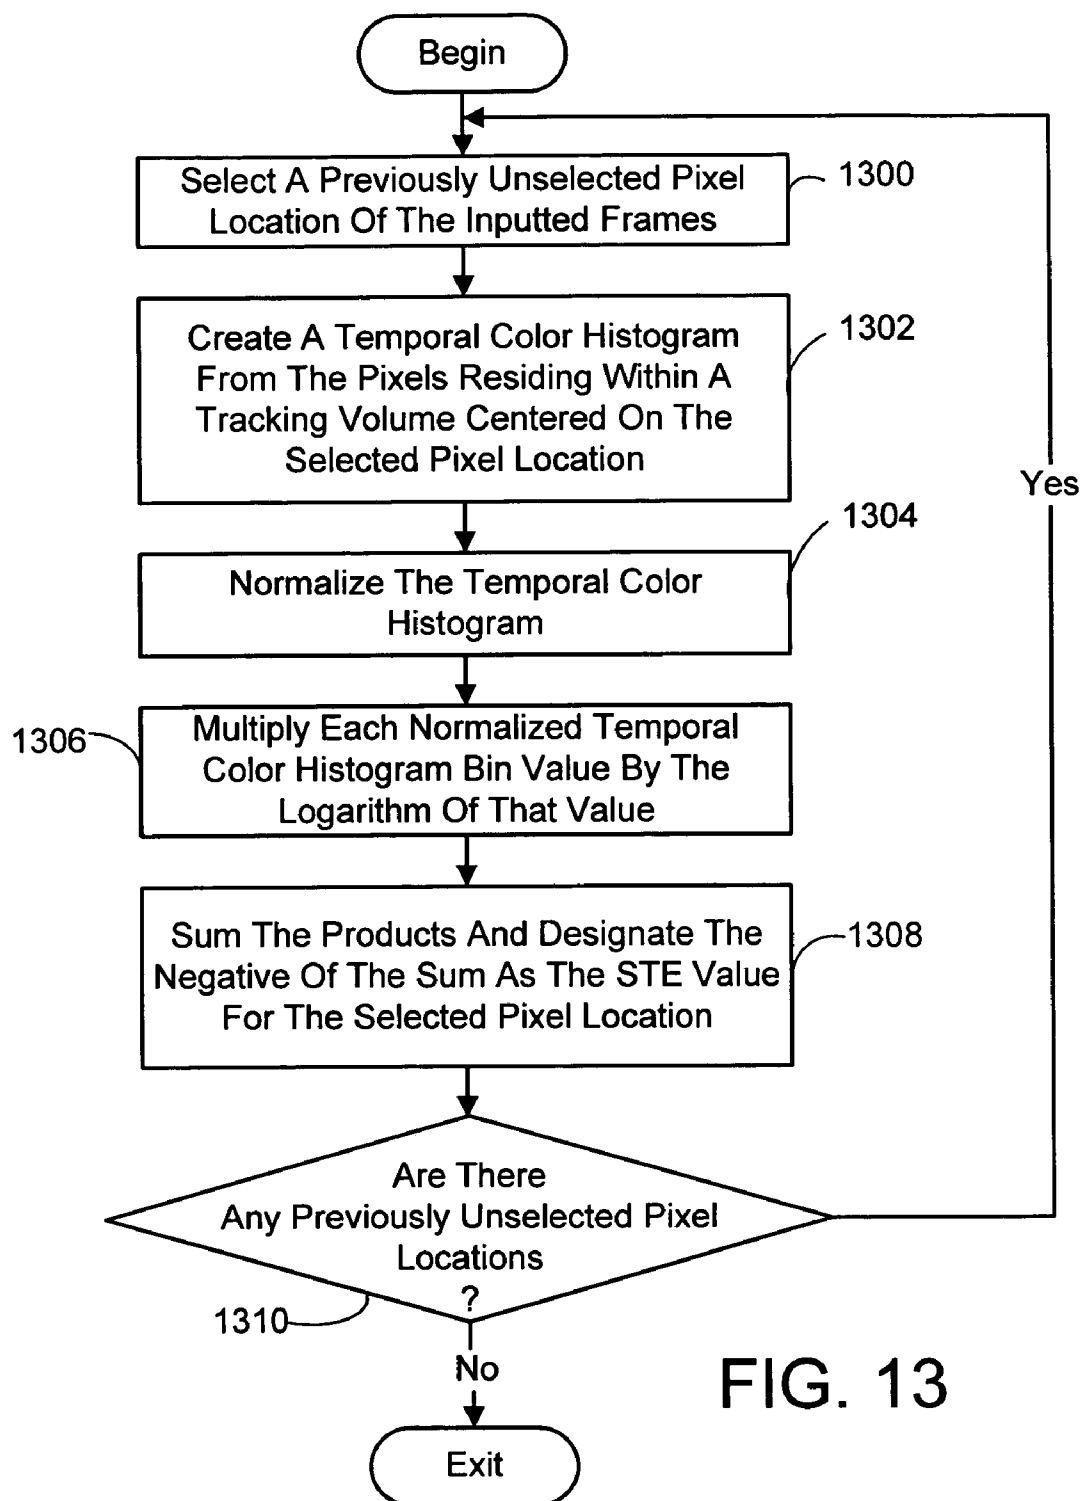 Begin
Select A Previously Unselected Pixel
Location Of The Inputted Frames
1300
Create A Temporal Color Histogram
From The Pixels Residing Within A
Tracking Volume Centered On The
Selected Pixel Location
1302
Yes
Normalize The Temporal Color
Histogram
1304
Multiply Each Normalized Temporal
Color Histogram Bin Value By The
Logarithm Of That Value
1306
Sum The Products And Designate The
Negative Of The Sum As The STE Value
For The Selected Pixel Location
1308
Are There
Any Previously Unselected Pixel
Locations
?
1310
No
FIG. 13
Exit